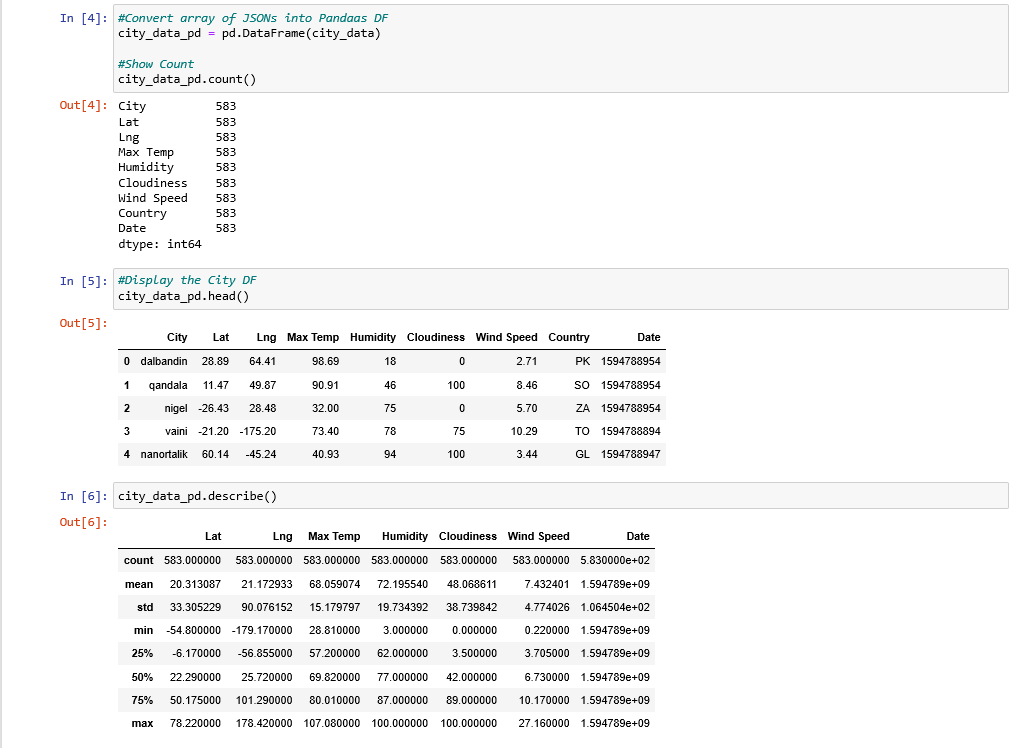 In [4]: #Convert array of JSONs into Pandaas DF
city_data_pd = pd.DataFrame(city_data)
#Show Count
city_data_pd.count()
Out[4]: City 583
Lat 583
Lng 583
Max Temp 583
Humidity 583
Cloudiness 583
Wind Speed 583
Country 583
Date 583
dtype: int64
In [5]: #Display the City DF
city_data_pd.head()
Out[5]:
City Lat Lng Max Temp Humidity Cloudiness Wind Speed Country Date
0 dalbandin 28.89 64.41 98.69 18 0 2.71 PK 1594788954
1 qandala 11.47 49.87 90.91 46 100 8.46 SO 1594788954
2 nigel -26.43 28.48 32.00 75 0 5.70 ZA 1594788954
3 vaini -21.20 -175.20 73.40 78 75 10.29 TO 1594788894
4 nanortalik 60.14 -45.24 40.93 94 100 3.44 GL 1594788947
In [6]: city_data_pd.describe()
Out[6]:
Lat Lng Max Temp Humidity Cloudiness Wind Speed Date
count 583.000000 583.000000 583.000000 583.000000 583.000000 583.000000 5.830000e+02
mean 20.313087 21.172933 68.059074 72.195540 48.068611 7.432401 1.594789e+09
std 33.305229 90.076152 15.179797 19.734392 38.739842 4.774026 1.064504e+02
min -54.800000 -179.170000 28.810000 3.000000 0.000000 0.220000 1.594789e+09
25% -6.170000 -56.855000 57.200000 62.000000 3.500000 3.705000 1.594789e+09
50% 22.290000 25.720000 69.820000 77.000000 42.000000 6.730000 1.594789e+09
75% 50.175000 101.290000 80.010000 87.000000 89.000000 10.170000 1.594789e+09
max 78.220000 178.420000 107.080000 100.000000 100.000000 27.160000 1.594789e+09